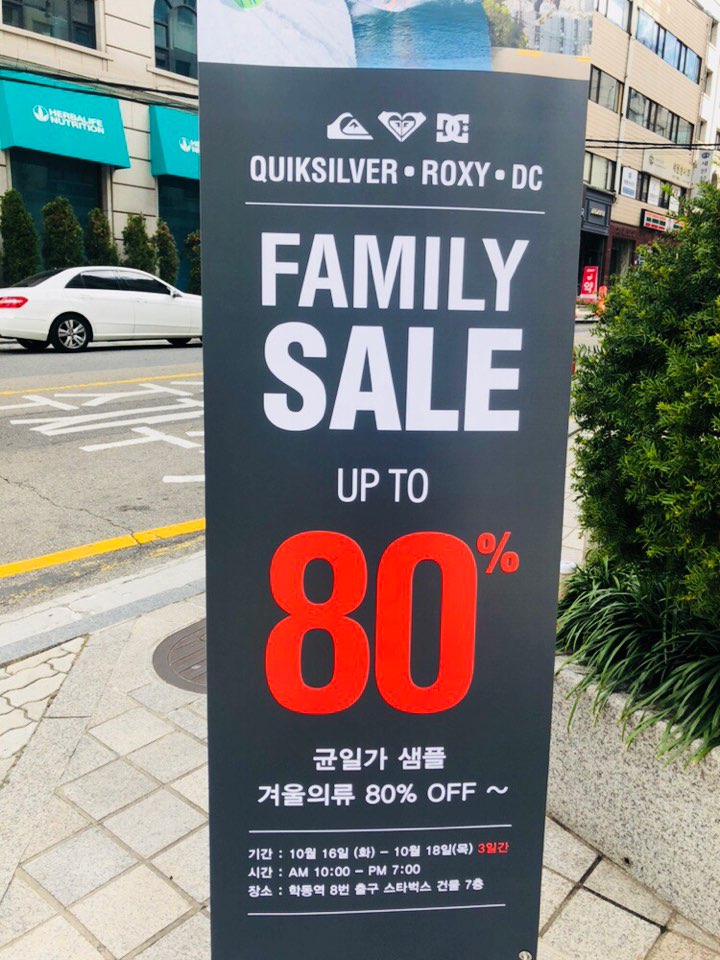 HERBALIFE
NUTRITION
QUIKSILVER • ROXY • DC
FAMILY
SALE
UP TO
80%
균일가 샘플
겨울의류 80% OFF ~
기간 : 10월 16일 (화) – 10월 18일(목) 3일간
시간 : AM 10:00 – PM 7:00
장소 : 학동역 8번 출구 스타벅스 건물 7층